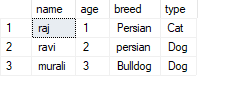 name age breed type
1 raj 1 Persian Cat
2 ravi 2 persian Dog
3 murali 3 Bulldog Dog